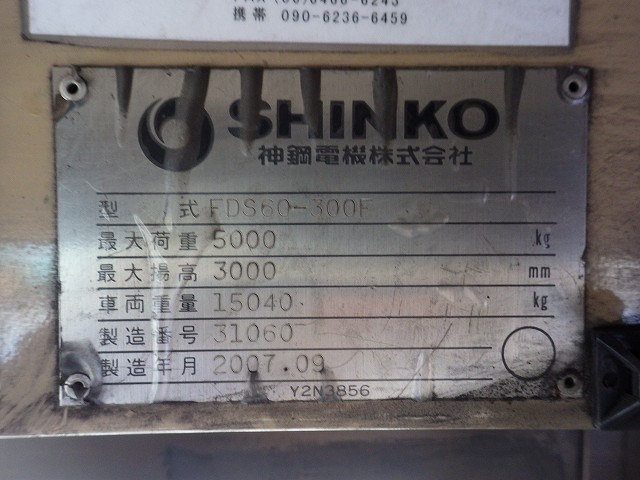 携帯 090-6236-6459
SHINKO
神鋼電機株式会社
型 式 FDS60-300F
最大荷重 5000 kg
最大揚高 3000 mm
車両重量 15040 kg
製造番号 31060
製造年月 2007.09
Y2N3856